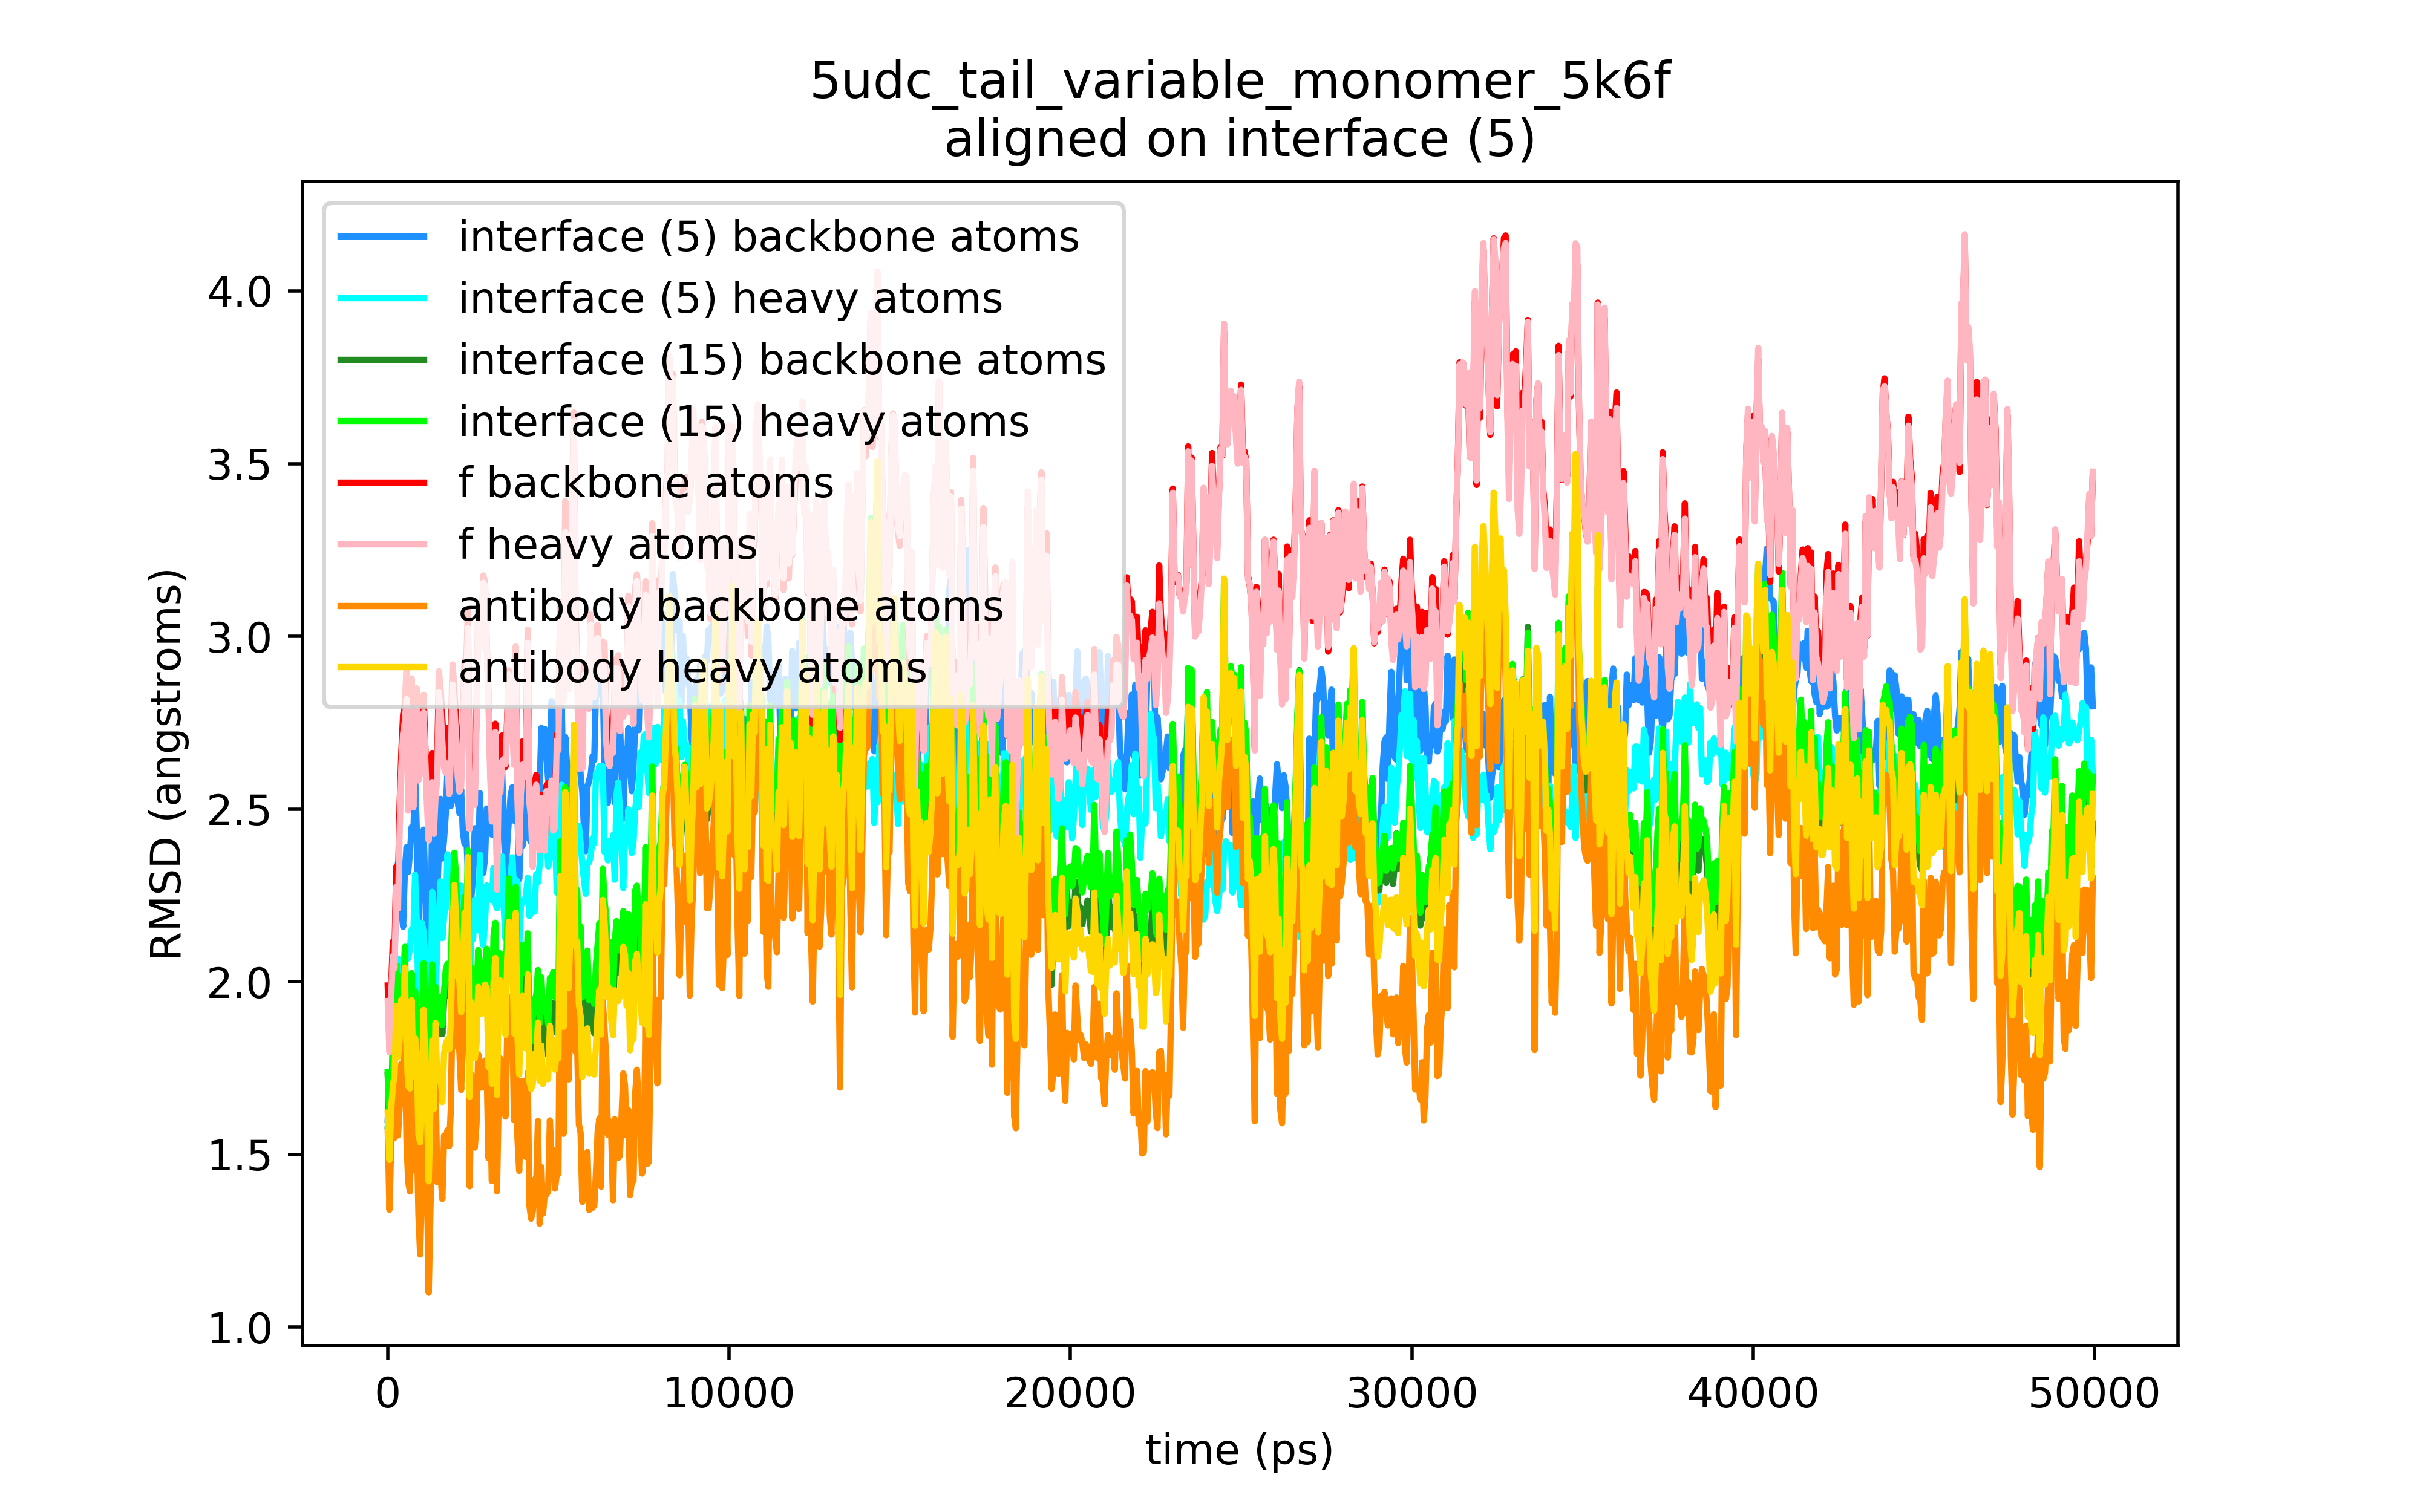 5udc_tail_variable_monomer_5k6f
aligned on interface (5)
interface (5) backbone atoms
interface (5) heavy atoms
interface (15) backbone atoms
interface (15) heavy atoms
f backbone atoms
f heavy atoms
antibody backbone atoms
antibody heavy atoms
RMSD (angstroms)
4.0
3.5
3.0
2.5
2.0
1.5
1.0
0 10000 20000 30000 40000 50000
time (ps)